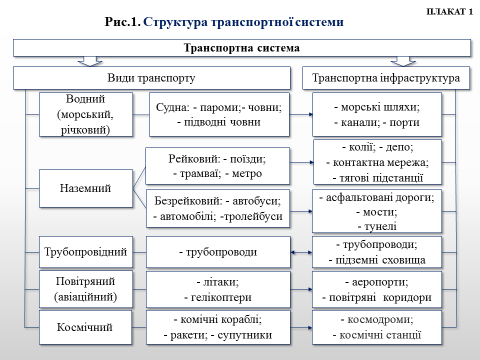 ПЛАКАТ 1
Рис.1. Структура транспортної системи
Транспортна система
Види транспорту
Транспортна інфраструктура
Водний
(морський,
річковий)
Судна: - пароми;- човни;
- підводні човни
- морські шляхи;
- канали; - порти
Наземний
Рейковий: - поїзди;
- трамваї; - метро
- колії; - депо;
- контактна мережа;
- тягові підстанції
Безрейковий: - автобуси;
- автомобілі; -тролейбуси
- асфальтовані дороги;
- мости;
- тунелі
Трубопровідний
- трубопроводи
- трубопроводи;
- підземні сховища
Повітряний
(авіаційний)
- літаки;
- гелікоптери
- аеропорти;
- повітряні коридори
Космічний
- комічні кораблі;
- ракети; - супутники
- космодроми;
- космічні станції